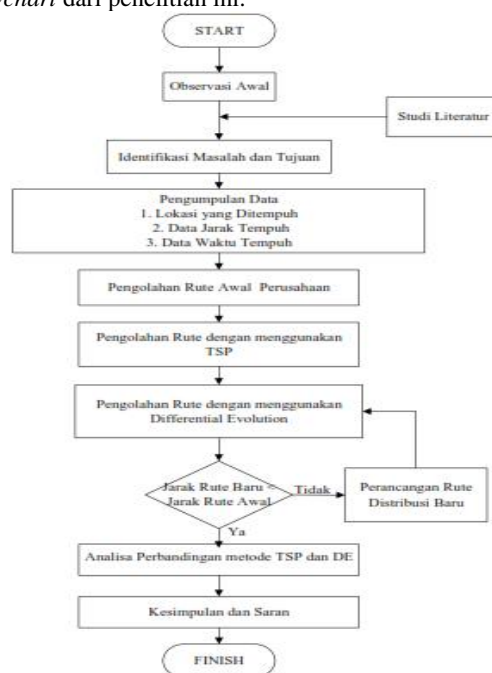 dari penelitian ini.
START
Observasi Awal
Studi Literatur
Identifikasi Masalah dan Tujuan
Pengumpulan Data
1. Lokasi yang Ditempuh
2. Data Jarak Tempuh
3. Data Waktu Tempuh
Pengolahan Rute Awal Perusahaan
Pengolahan Rute dengan menggunakan
TSP
Pengolahan Rute dengan menggunakan
Differential Evolution
Jarak Rute Baru <
Jarak Rute Awal
Tidak
Perancangan Rute
Distribusi Baru
Ya
Analisa Perbandingan metode TSP dan DE
Kesimpulan dan Saran
FINISH